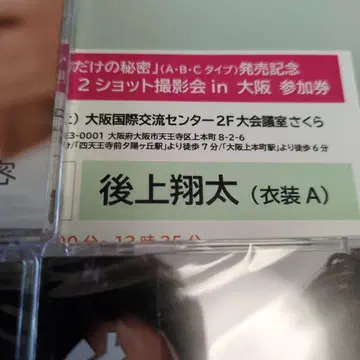 だけの秘密」(A・B・Cタイプ)発売記念
2ショット撮影会 in 大阪 参加券
)大阪国際交流センター2F大会議室さくら
3-0001 大阪府大阪市天王寺区上本町8-2-6
「四天王寺前夕陽ヶ丘駅」より徒歩7分/「大阪上本町駅」より徒歩6分
後上翔太(衣装A)